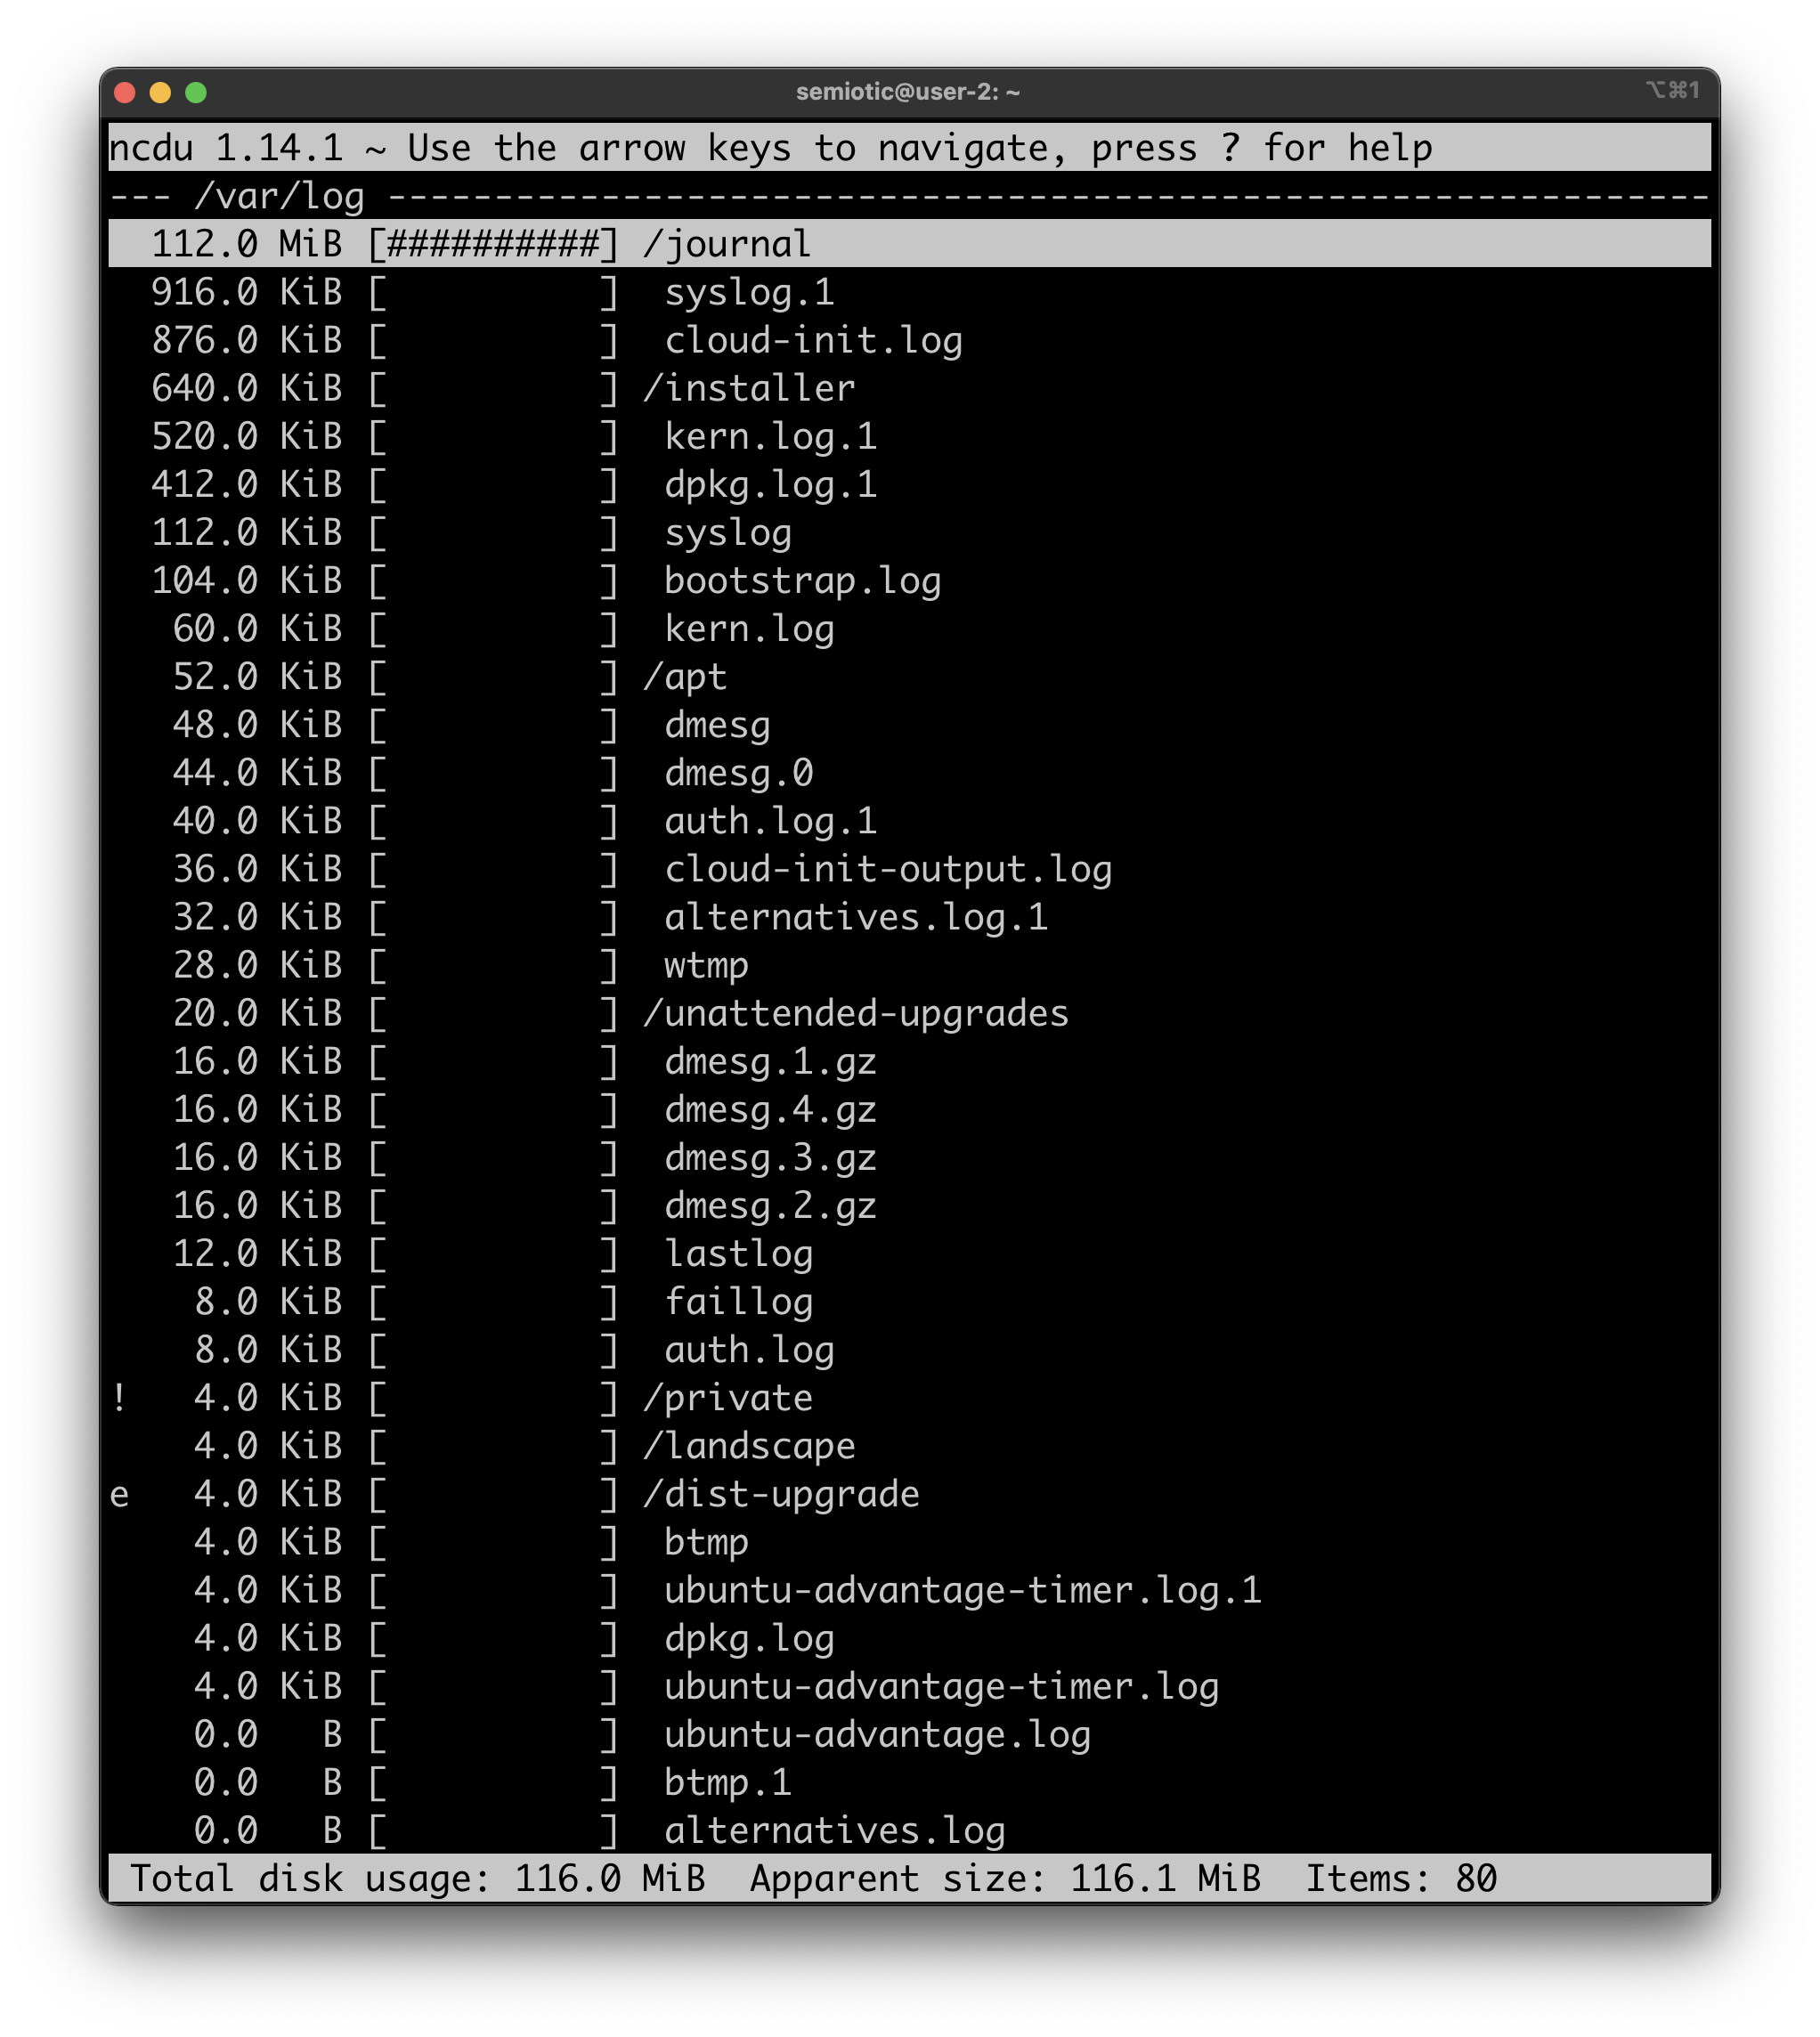 semiotic@user-2: ~ ⌥⌘1
ncdu 1.14.1 ~ Use the arrow keys to navigate, press ? for help
--- /var/log --------------------------------------------------------------
  112.0 MiB [##########] /journal
  916.0 KiB [          ]  syslog.1
  876.0 KiB [          ]  cloud-init.log
  640.0 KiB [          ] /installer
  520.0 KiB [          ]  kern.log.1
  412.0 KiB [          ]  dpkg.log.1
  112.0 KiB [          ]  syslog
  104.0 KiB [          ]  bootstrap.log
   60.0 KiB [          ]  kern.log
   52.0 KiB [          ] /apt
   48.0 KiB [          ]  dmesg
   44.0 KiB [          ]  dmesg.0
   40.0 KiB [          ]  auth.log.1
   36.0 KiB [          ]  cloud-init-output.log
   32.0 KiB [          ]  alternatives.log.1
   28.0 KiB [          ]  wtmp
   20.0 KiB [          ] /unattended-upgrades
   16.0 KiB [          ]  dmesg.1.gz
   16.0 KiB [          ]  dmesg.4.gz
   16.0 KiB [          ]  dmesg.3.gz
   16.0 KiB [          ]  dmesg.2.gz
   12.0 KiB [          ]  lastlog
    8.0 KiB [          ]  faillog
    8.0 KiB [          ]  auth.log
!   4.0 KiB [          ] /private
    4.0 KiB [          ] /landscape
e   4.0 KiB [          ] /dist-upgrade
    4.0 KiB [          ]  btmp
    4.0 KiB [          ]  ubuntu-advantage-timer.log.1
    4.0 KiB [          ]  dpkg.log
    4.0 KiB [          ]  ubuntu-advantage-timer.log
    0.0   B [          ]  ubuntu-advantage.log
    0.0   B [          ]  btmp.1
    0.0   B [          ]  alternatives.log
 Total disk usage: 116.0 MiB  Apparent size: 116.1 MiB  Items: 80